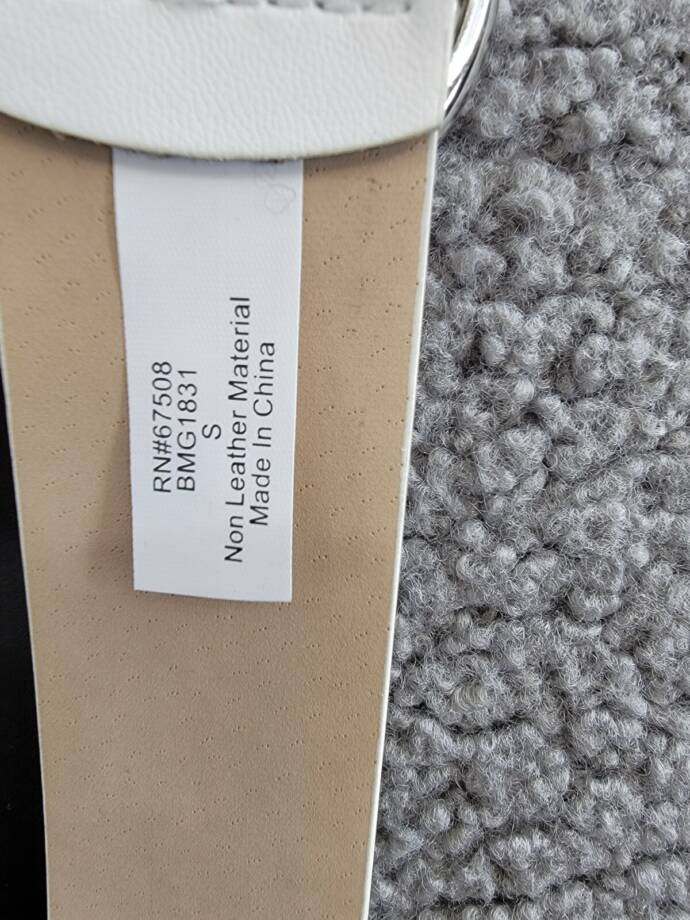 RN#67508
BMG1831
S
Non Leather Material
Made In China